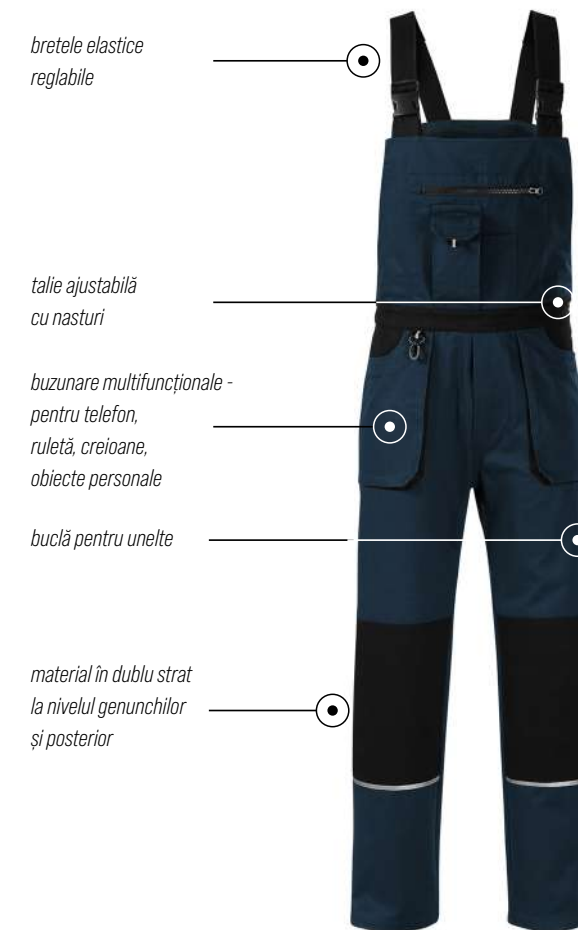 bretele elastice
reglabile
talie ajustabilă
cu nasturi
buzunare multifuncționale -
pentru telefon,
ruletă, creioane,
obiecte personale
buclă pentru unelte
material în dublu strat
la nivelul genunchilor
și posterior